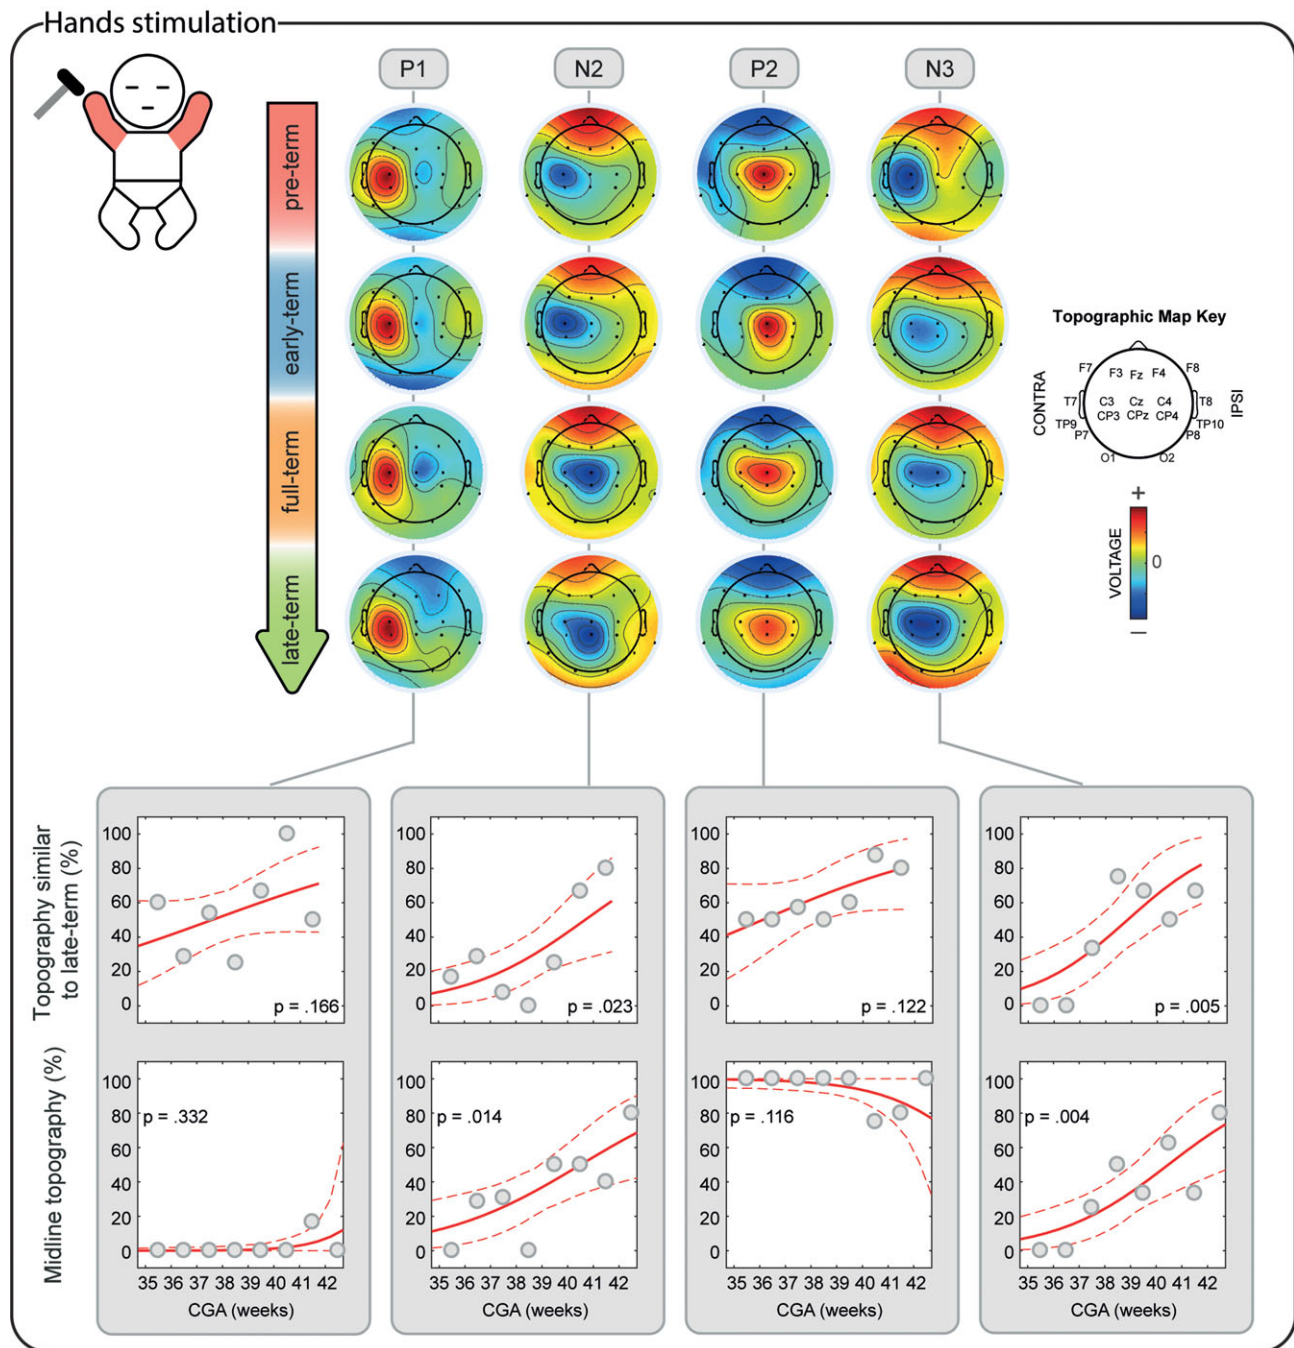 Hands stimulation
P1
N2
P2
N3
pre-term
early-term
full-term
late-term
Topographic Map Key
CONTRA
IPSI
F7 F3 Fz F4 F8
T7 C3 Cz C4 T8
CP3 CPz CP4
TP9 TP10
P7 P8
O1 O2
+
VOLTAGE
0
−
Topography similar
to late-term (%)
100
80
60
40
20
0
p = .166
100
80
60
40
20
0
p = .023
100
80
60
40
20
0
p = .122
100
80
60
40
20
0
p = .005
Midline topography (%)
100
80
60
40
20
0
p = .332
35 36 37 38 39 40 41 42
CGA (weeks)
100
80
60
40
20
0
p = .014
35 36 37 38 39 40 41 42
CGA (weeks)
100
80
60
40
20
0
p = .116
35 36 37 38 39 40 41 42
CGA (weeks)
100
80
60
40
20
0
p = .004
35 36 37 38 39 40 41 42
CGA (weeks)